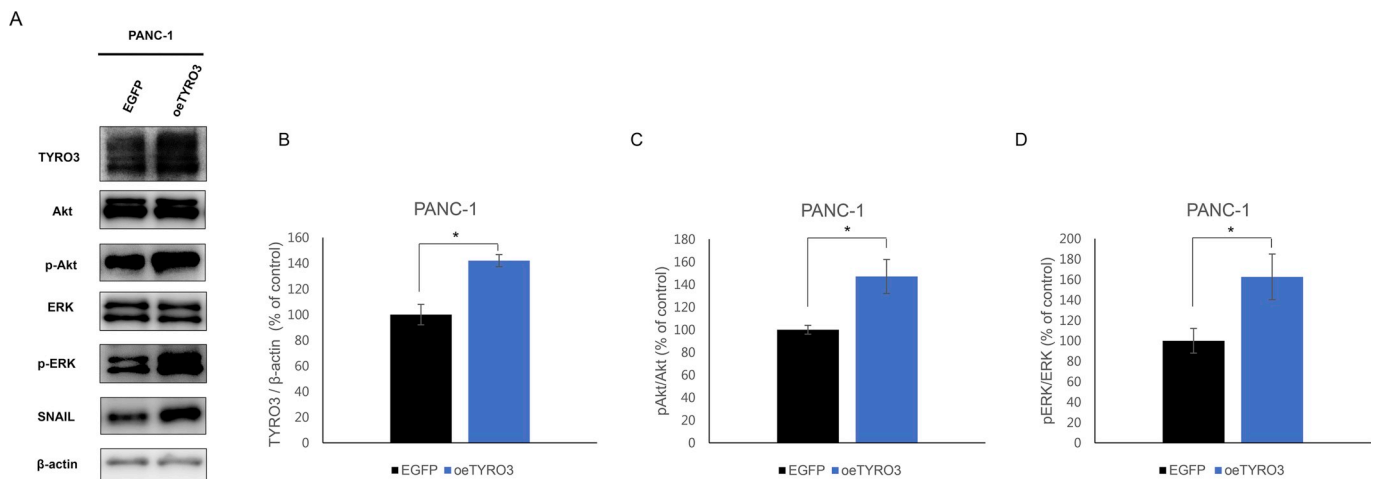 A
PANC-1
EGFP
oeTYRO3
TYRO3
Akt
p-Akt
ERK
p-ERK
SNAIL
β-actin
B
PANC-1
*
TYRO3 / β-actin (% of control)
160
140
120
100
80
60
40
20
0
EGFP oeTYRO3
C
PANC-1
*
pAkt/Akt (% of control)
180
160
140
120
100
80
60
40
20
0
EGFP oeTYRO3
D
PANC-1
*
pERK/ERK (% of control)
200
180
160
140
120
100
80
60
40
20
0
EGFP oeTYRO3